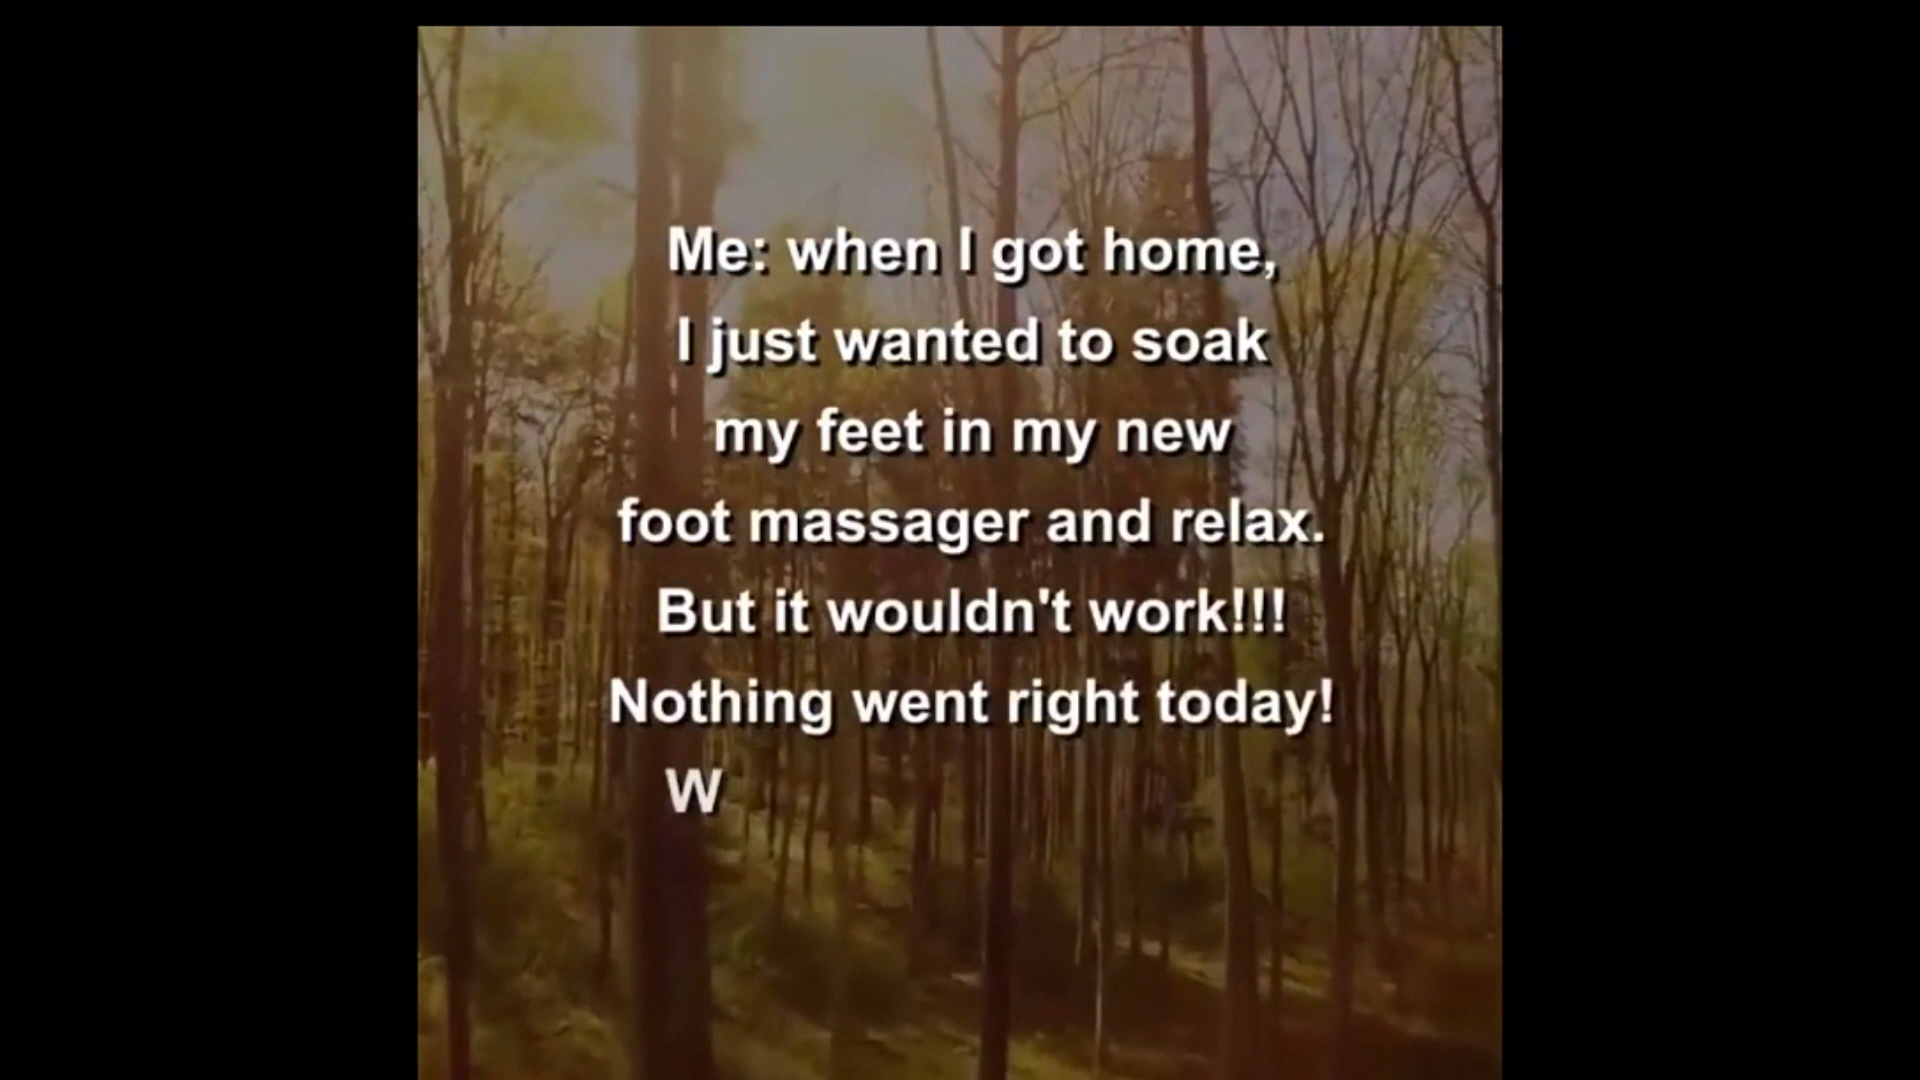 Me: when I got home,
I just wanted to soak
my feet in my new
foot massager and relax.
But it wouldn't work!!!
Nothing went right today!
W